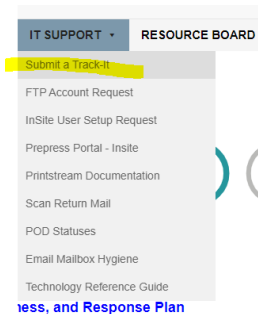 IT SUPPORT RESOURCE BOARD
Submit a Track-It
FTP Account Request
InSite User Setup Request
Prepress Portal - Insite
Printstream Documentation
Scan Return Mail
POD Statuses
Email Mailbox Hygiene
Technology Reference Guide
ness, and Response Plan